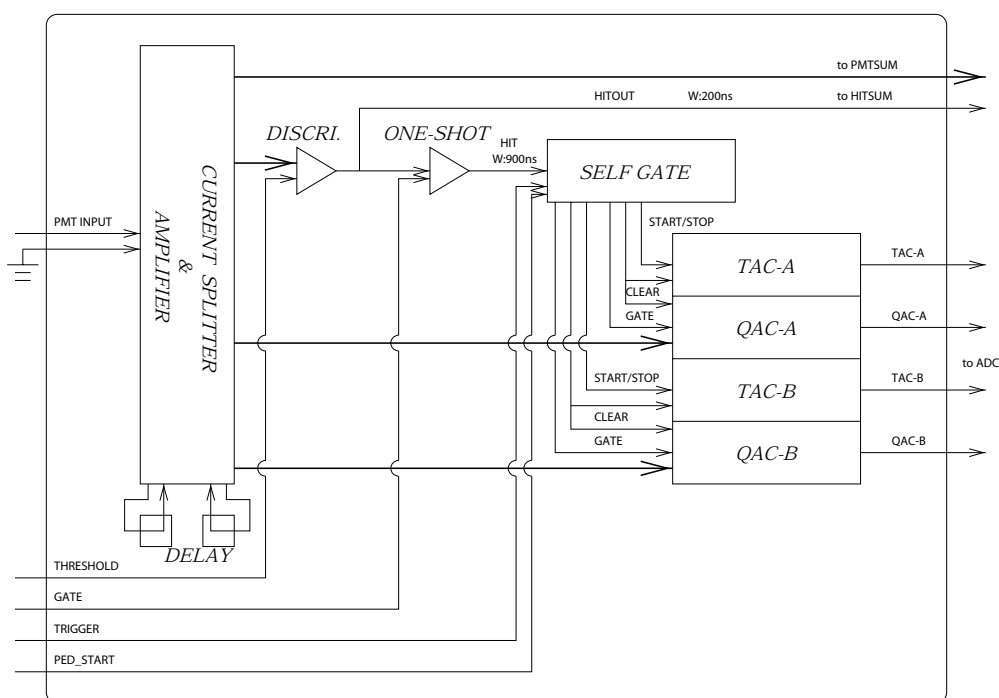 to PMTSUM
HITOUT W:200ns to HITSUM
DISCRI. ONE-SHOT
HIT
W:900ns
SELF GATE
CURRENT SPLITTER
&
AMPLIFIER
PMT INPUT
START/STOP
TAC-A
TAC-A
CLEAR
GATE
QAC-A
QAC-A
to ADC
START/STOP
TAC-B
TAC-B
CLEAR
GATE
QAC-B
QAC-B
DELAY
THRESHOLD
GATE
TRIGGER
PED_START